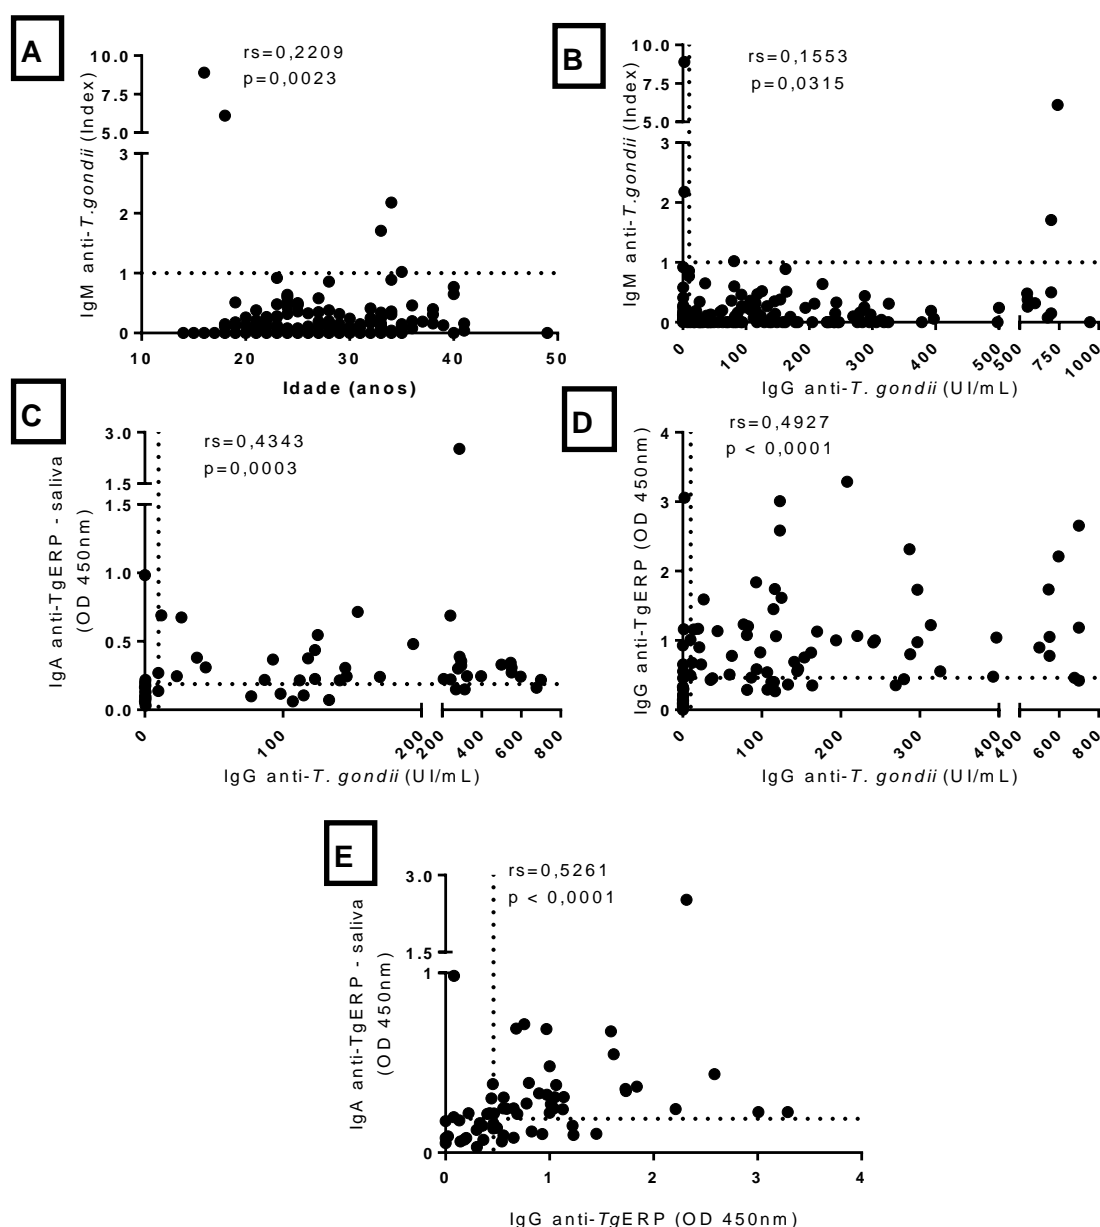 A
rs=0,2209
p=0,0023
IgM anti-T.gondii (Index)
10.0
7.5
5.0
3
2
1
0
10 20 30 40 50
Idade (anos)
B
rs=0,1553
p=0,0315
IgM anti-T.gondii (Index)
10.0
7.5
5.0
3
2
1
0
0 100 200 300 400 500 500 750 1000
IgG anti-T. gondii (UI/mL)
C
rs=0,4343
p=0,0003
IgA anti-TgERP - saliva
(OD 450nm)
3.0
1.5
1.5
1.0
0.5
0.0
0 100 200 200 400 600 800
IgG anti-T. gondii (UI/mL)
D
rs=0,4927
p < 0,0001
IgG anti-TgERP (OD 450nm)
4
3
2
1
0
0 100 200 300 400 400 600 800
IgG anti-T. gondii (UI/mL)
E
rs=0,5261
p < 0,0001
IgA anti-TgERP - saliva
(OD 450nm)
3.0
1.5
1
0
0 1 2 3 4
IgG anti-TgERP (OD 450nm)